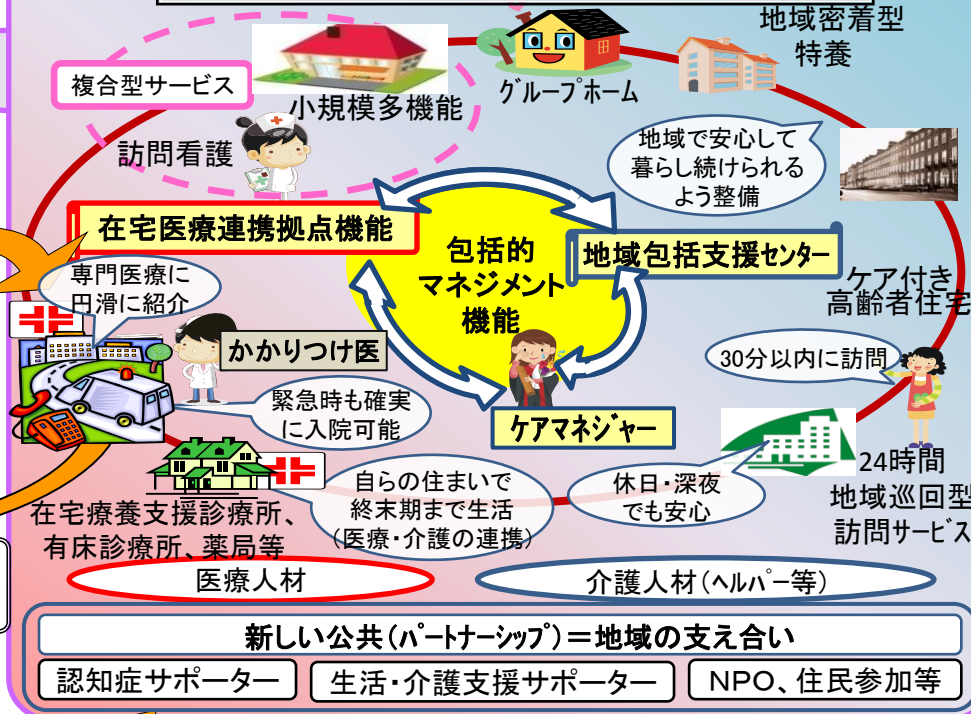 地域密着型
特養
グループホーム
複合型サービス
小規模多機能
訪問看護
地域で安心して
暮らし続けられる
よう整備
在宅医療連携拠点機能
包括的
マネジメント
機能
地域包括支援センター
専門医療に
円滑に紹介
ケア付き
高齢者住宅
かかりつけ医
30分以内に訪問
緊急時も確実
に入院可能
ケアマネジャー
24時間
地域巡回型
訪問サービス
自らの住まいで
終末期まで生活
(医療・介護の連携)
休日・深夜
でも安心
在宅療養支援診療所、
有床診療所、薬局等
医療人材
介護人材(ヘルパー等)
新しい公共(パートナーシップ)=地域の支え合い
認知症サポーター
生活・介護支援サポーター
NPO、住民参加等